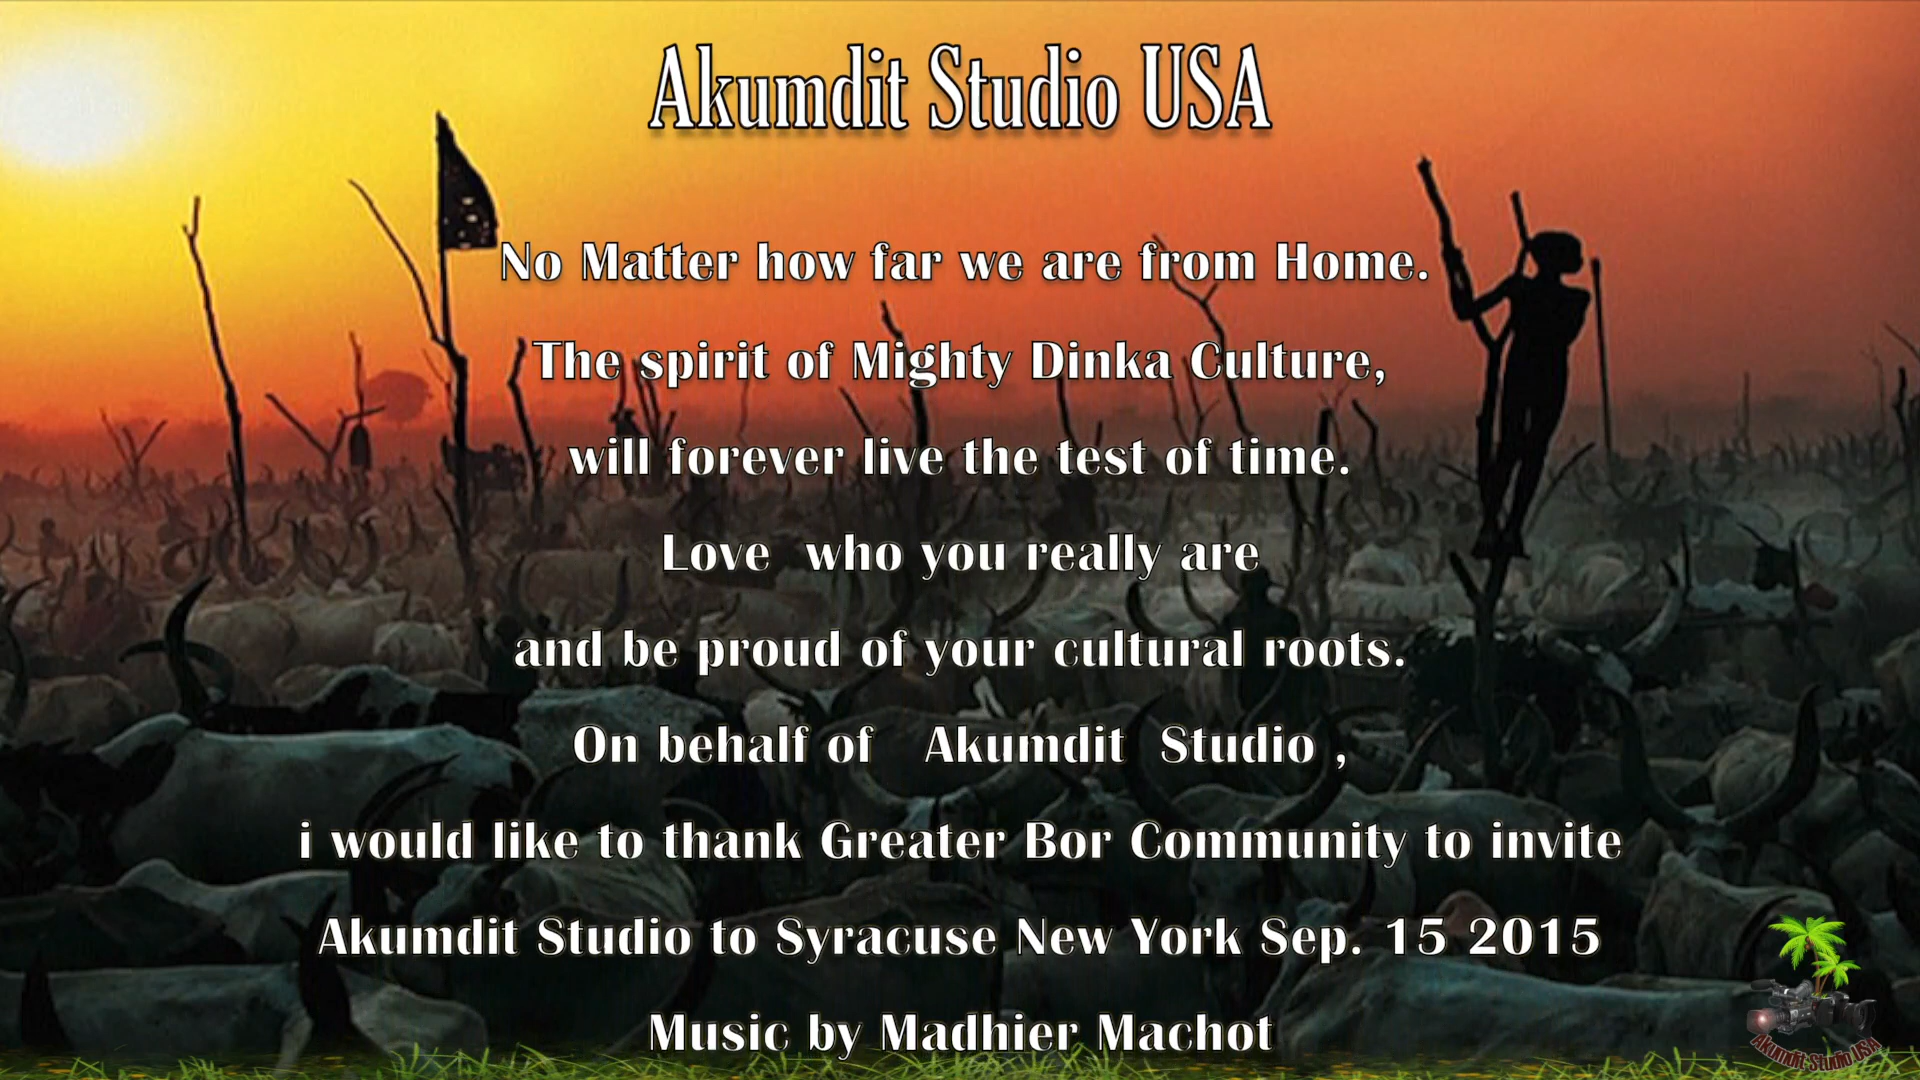 Akumdit Studio USA
No Matter how far we are from Home.
The spirit of Mighty Dinka Culture,
will forever live the test of time.
Love who you really are
and be proud of your cultural roots.
On behalf of Akumdit Studio ,
i would like to thank Greater Bor Community to invite
Akumdit Studio to Syracuse New York Sep. 15 2015
Music by Madhier Machot
Akumdit Studio USA